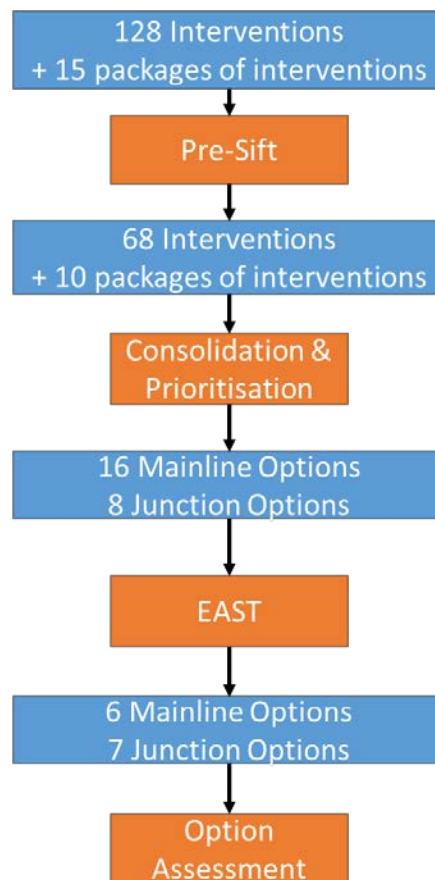 128 Interventions
+ 15 packages of interventions
Pre-Sift
68 Interventions
+ 10 packages of interventions
Consolidation &
Prioritisation
16 Mainline Options
8 Junction Options
EAST
6 Mainline Options
7 Junction Options
Option
Assessment